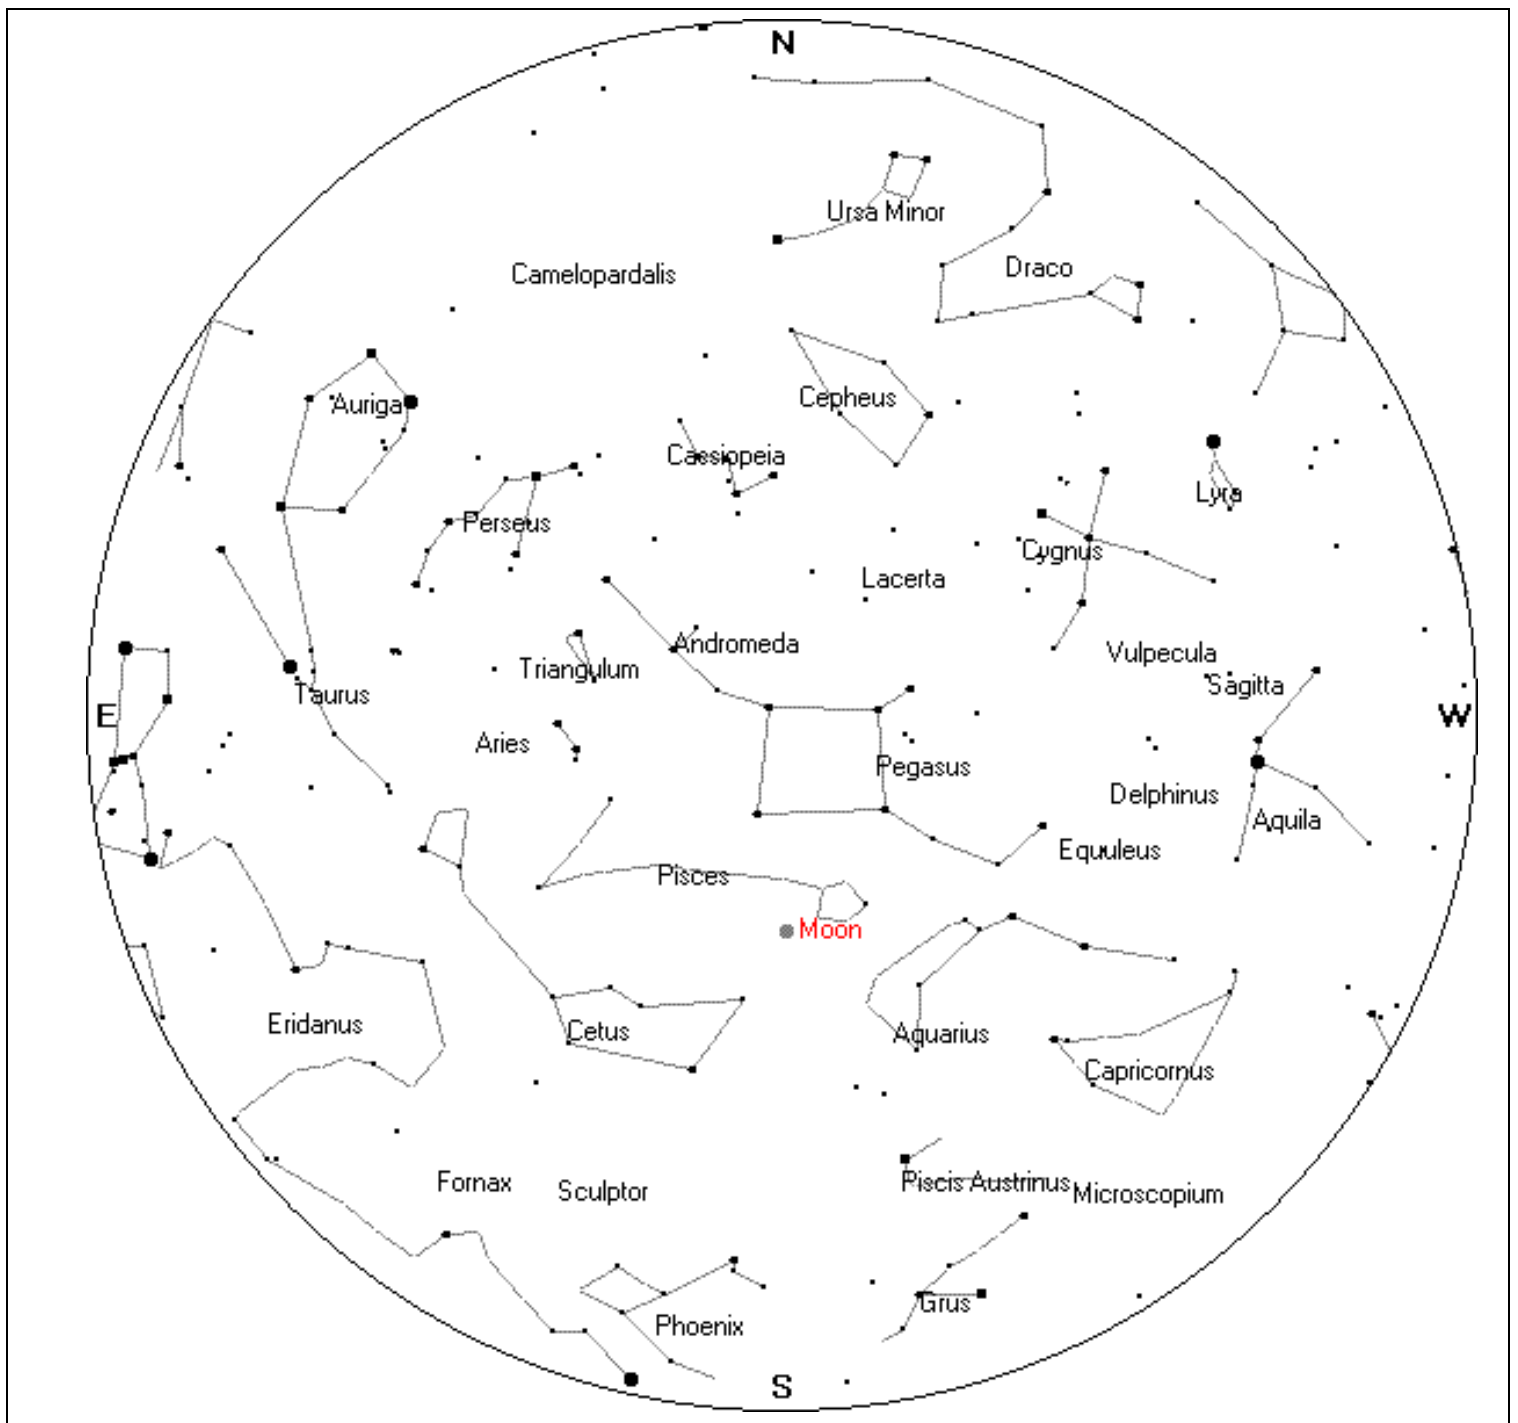 N
Ursa Minor
Draco
Camelopardalis
Cepheus
Auriga
Cassiopeia
Lyra
Perseus
Cygnus
Lacerta
Andromeda
Vulpecula
Triangulum
Sagitta
Taurus
E
W
Aries
Pegasus
Delphinus
Aquila
Equuleus
Pisces
Moon
Eridanus
Cetus
Aquarius
Capricornus
Fornax
Sculptor
Piscis Austrinus
Microscopium
Grus
Phoenix
S